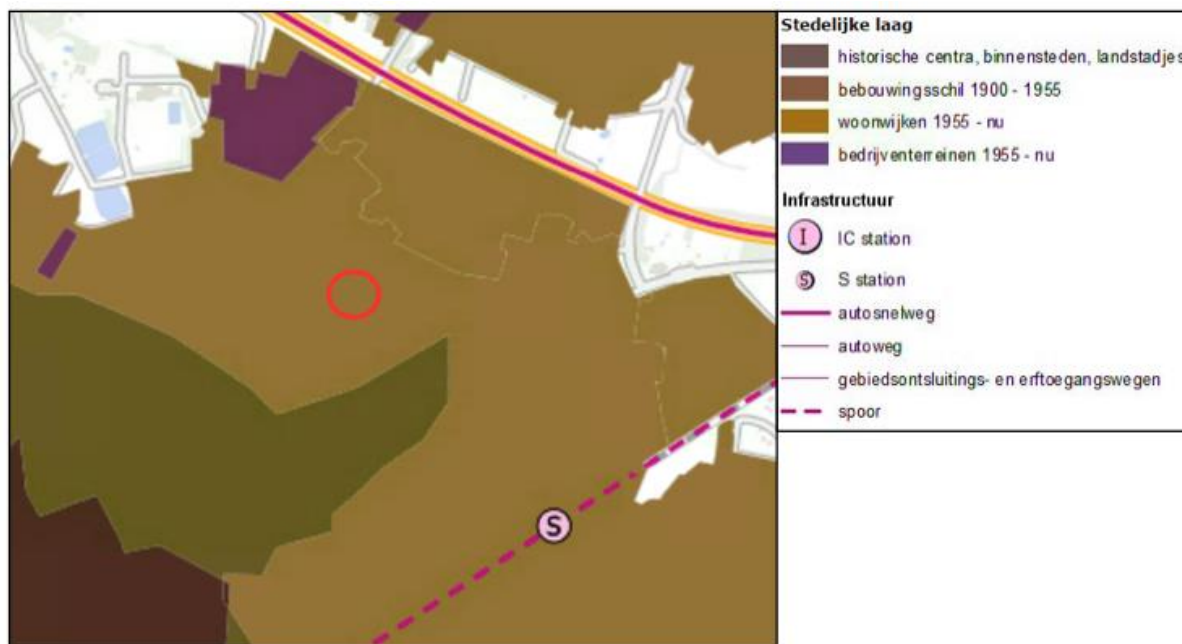 Stedelijke laag
historische centra, binnensteden, landstadjes
bebouwingsschil 1900 - 1955
woonwijken 1955 - nu
bedrijventerreinen 1955 - nu
Infrastructuur
I IC station
S S station
autosnelweg
autoweg
gebiedsontsluitings- en erftoegangswegen
spoor
S